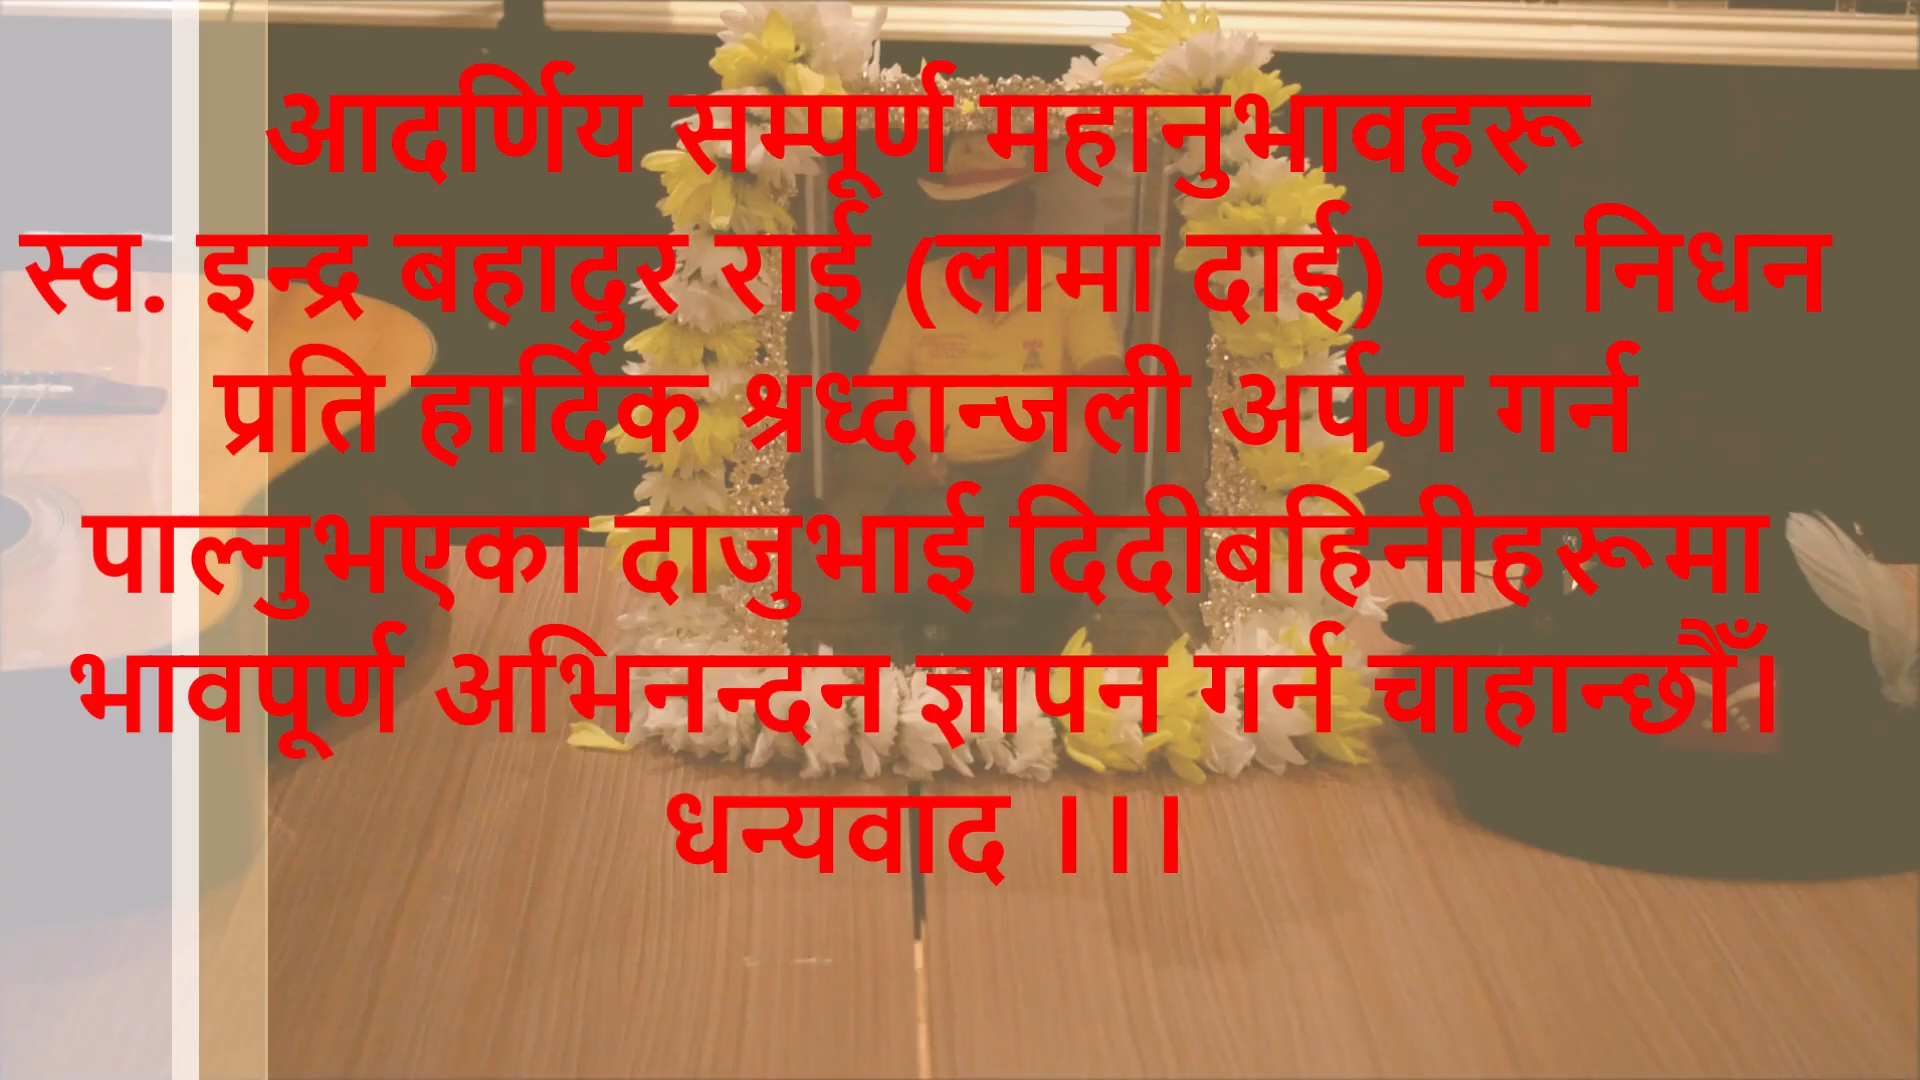 आदर्णिय सम्पूर्ण महानुभावहरू
स्व. इन्द्र बहादुर राई (लामा दाई) को निधन
प्रति हार्दिक श्रध्दान्जली अर्पण गर्न
पाल्नुभएका दाजुभाई दिदीबहिनीहरूमा
भावपूर्ण अभिनन्दन ज्ञापन गर्न चाहान्छौँ।
धन्यवाद ।।।